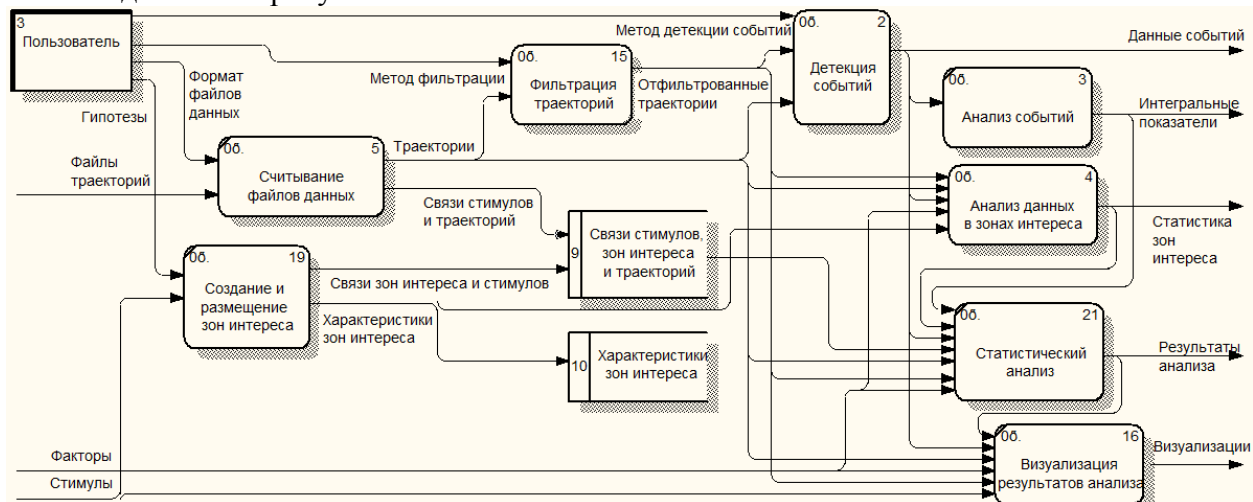 3
Пользователь
Формат
файлов
данных
Гипотезы
Файлы
траекторий
0б.
5
Считывание
файлов данных
0б.
19
Создание и
размещение
зон интереса
Факторы
Стимулы
Метод фильтрации
0б.
15
Фильтрация
траекторий
Траектории
Связи стимулов
и траекторий
Связи зон интереса и стимулов
Характеристики
зон интереса
9
Связи стимулов,
зон интереса
и траекторий
10
Характеристики
зон интереса
Метод детекции событий
Отфильтрованные
траектории
0б.
2
Детекция
событий
0б.
3
Анализ событий
0б.
4
Анализ данных
в зонах интереса
0б.
21
Статистический
анализ
0б.
16
Визуализация
результатов анализа
Данные событий
Интегральные
показатели
Статистика
зон
интереса
Результаты
анализа
Визуализации